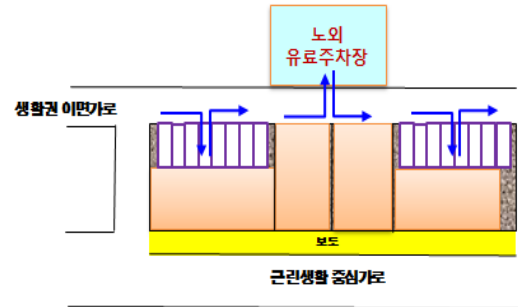 노외
유료주차장
생활권 이면가로
보도
근린생활 중심가로